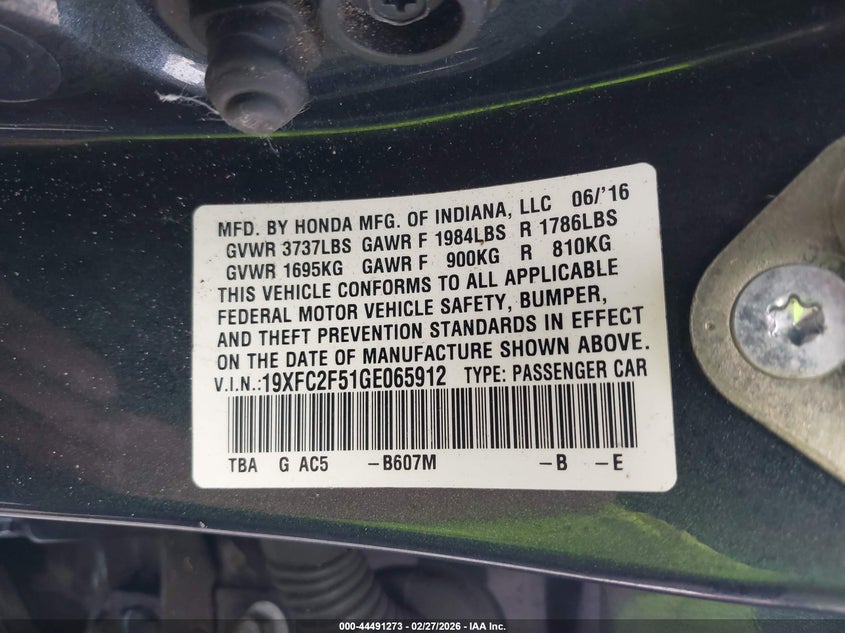 MFD. BY HONDA MFG. OF INDIANA, LLC 06/'16
GVWR 3737LBS GAWR F 1984LBS R 1786LBS
GVWR 1695KG GAWR F 900KG R 810KG
THIS VEHICLE CONFORMS TO ALL APPLICABLE
FEDERAL MOTOR VEHICLE SAFETY, BUMPER,
AND THEFT PREVENTION STANDARDS IN EFFECT
ON THE DATE OF MANUFACTURE SHOWN ABOVE.
V.I.N.:19XFC2F51GE065912 TYPE: PASSENGER CAR
TBA G AC5 -B607M -B -E
000-44491273 - 02/27/2026 - IAA Inc.